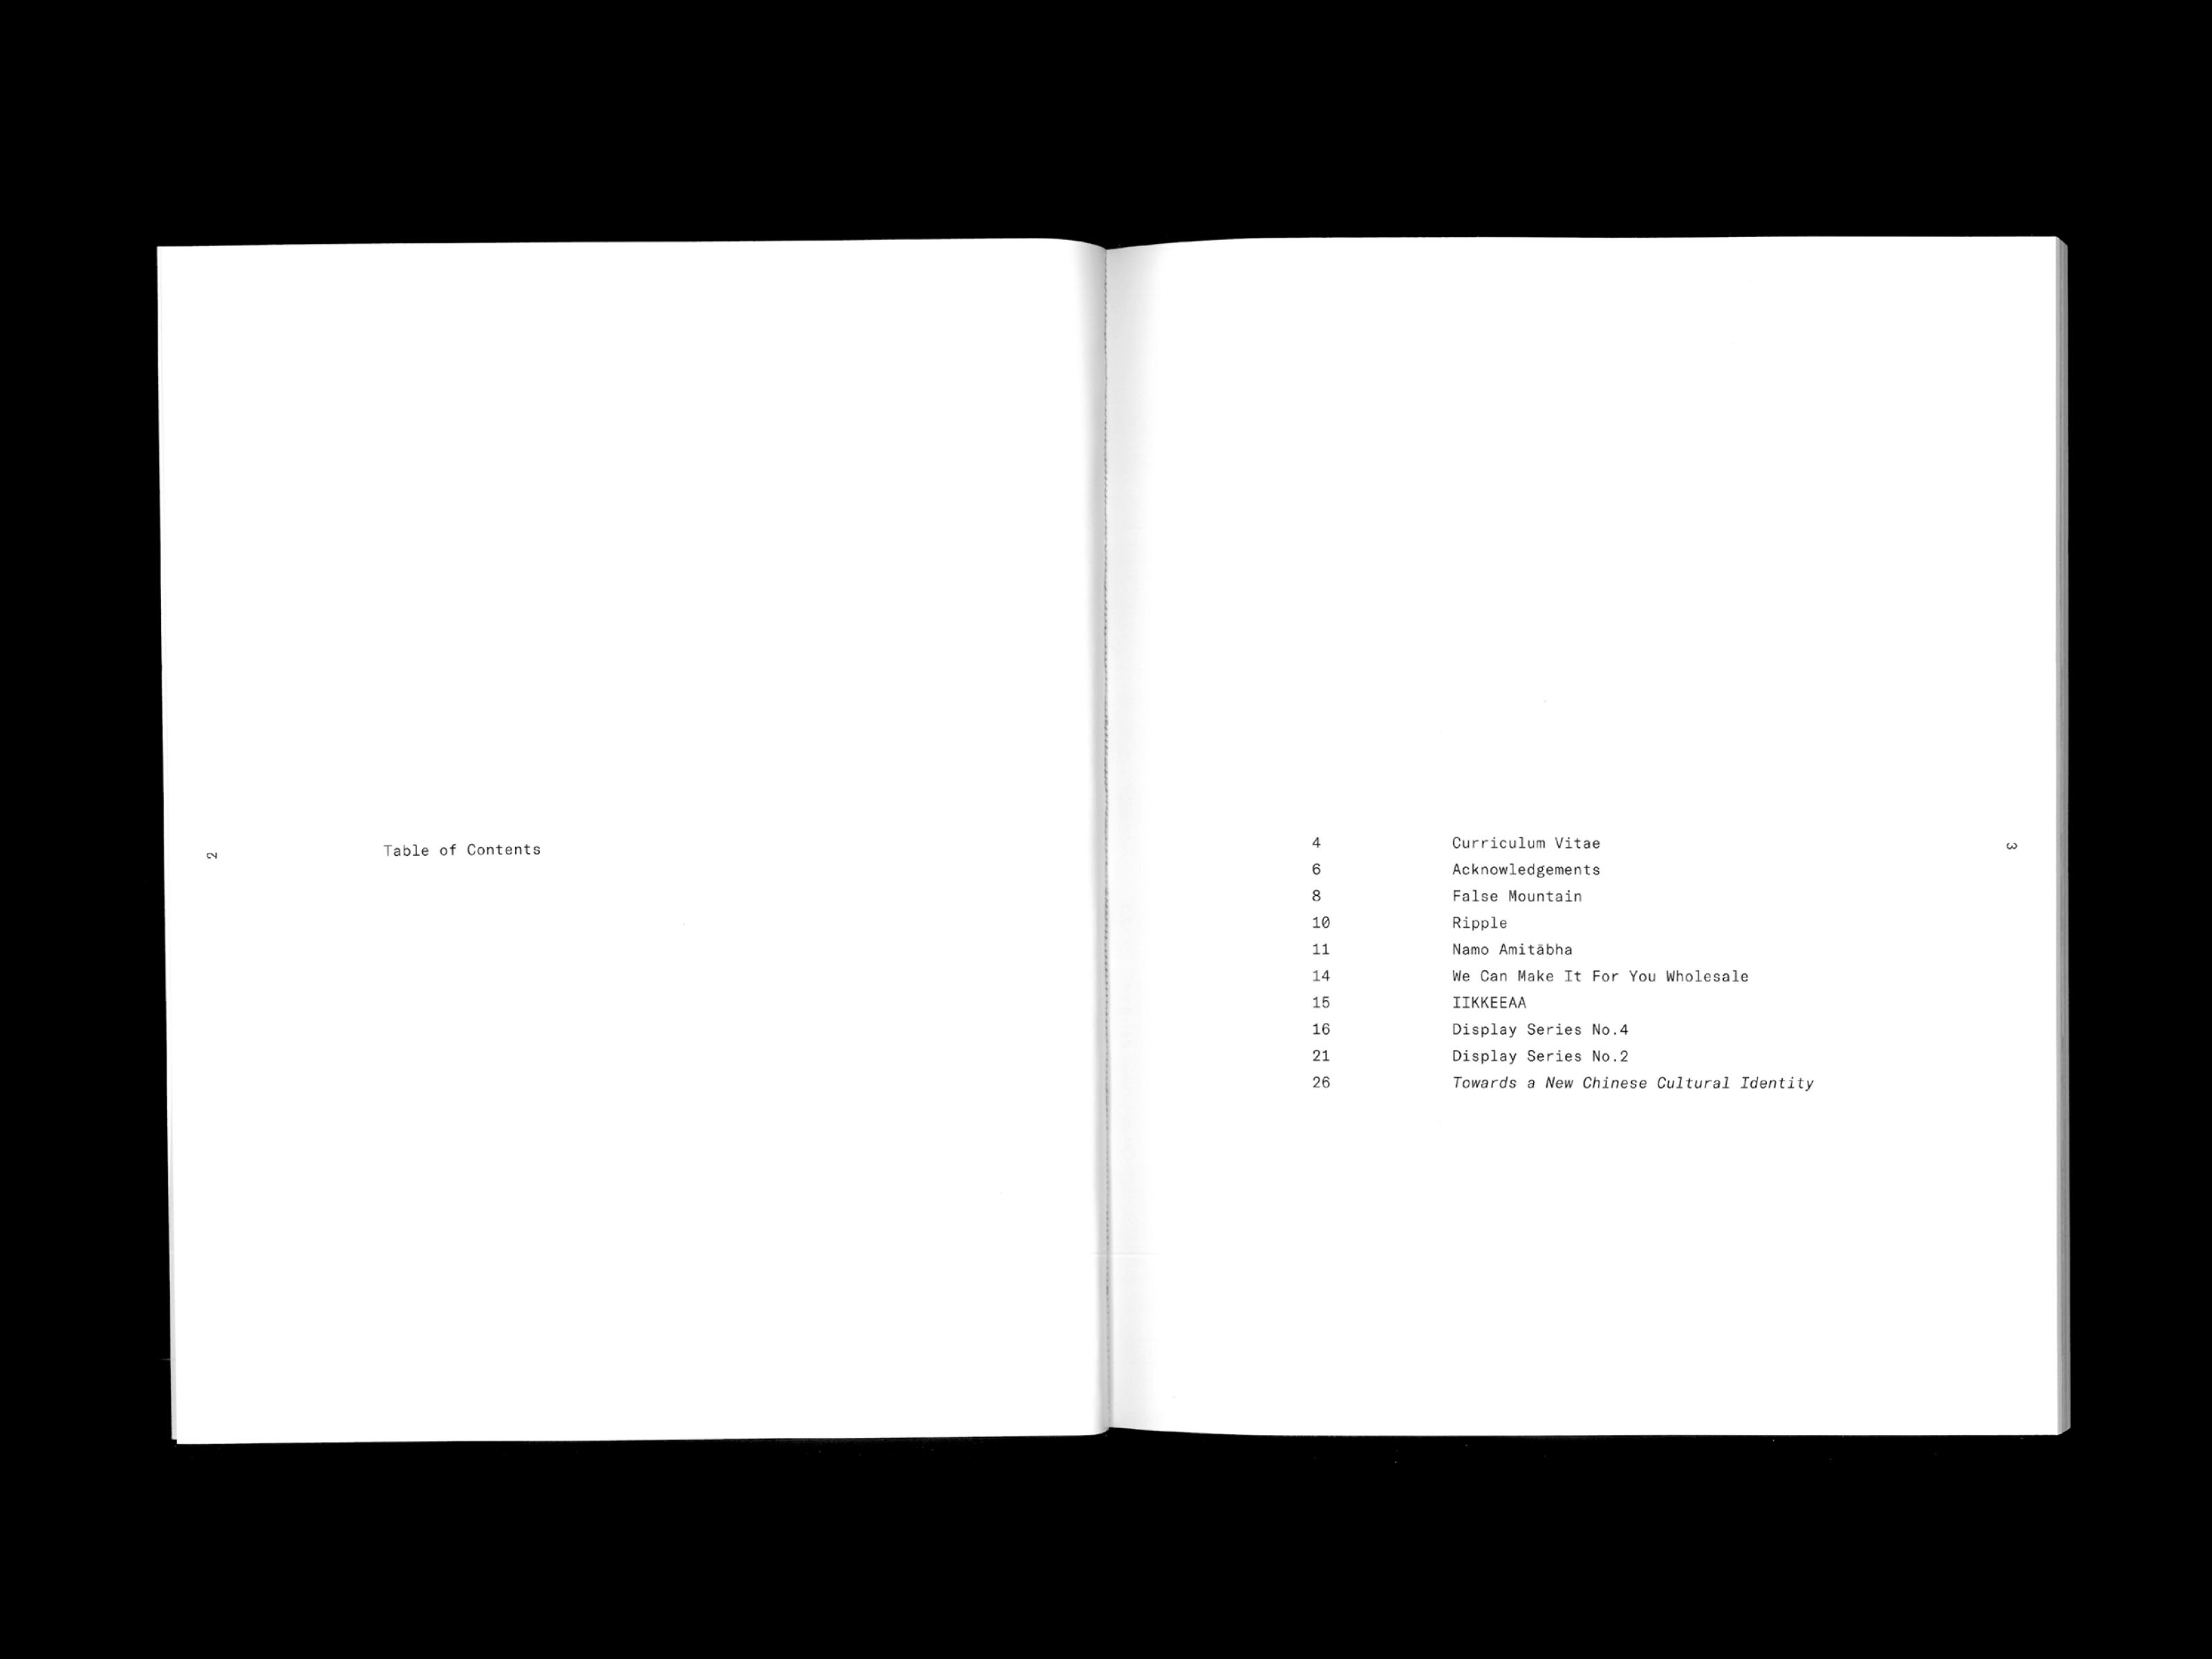 2
Table of Contents
4 Curriculum Vitae
6 Acknowledgements
8 False Mountain
10 Ripple
11 Namo Amitābha
14 We Can Make It For You Wholesale
15 IIKKEEAA
16 Display Series No.4
21 Display Series No.2
26 Towards a New Chinese Cultural Identity
3